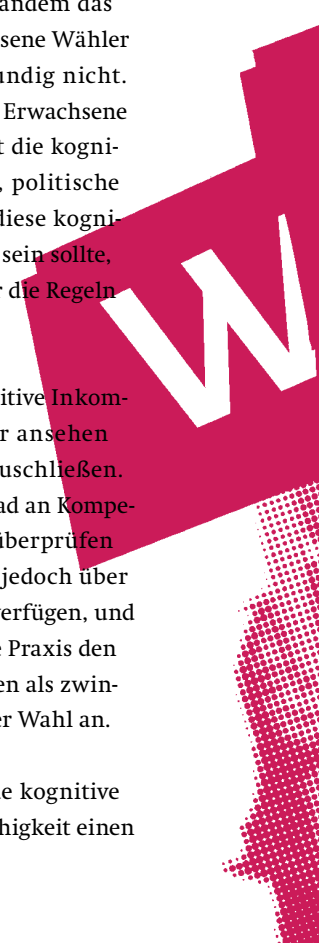 andem das
sene Wähler
undig nicht.
Erwachsene
t die kogni-
, politische
diese kogni-
sein sollte,
r die Regeln
itive Inkom-
r ansehen
uschließen.
ad an Kompe-
überprüfen
jedoch über
verfügen, und
e Praxis den
en als zwin-
er Wahl an.
e kognitive
higkeit einen
W